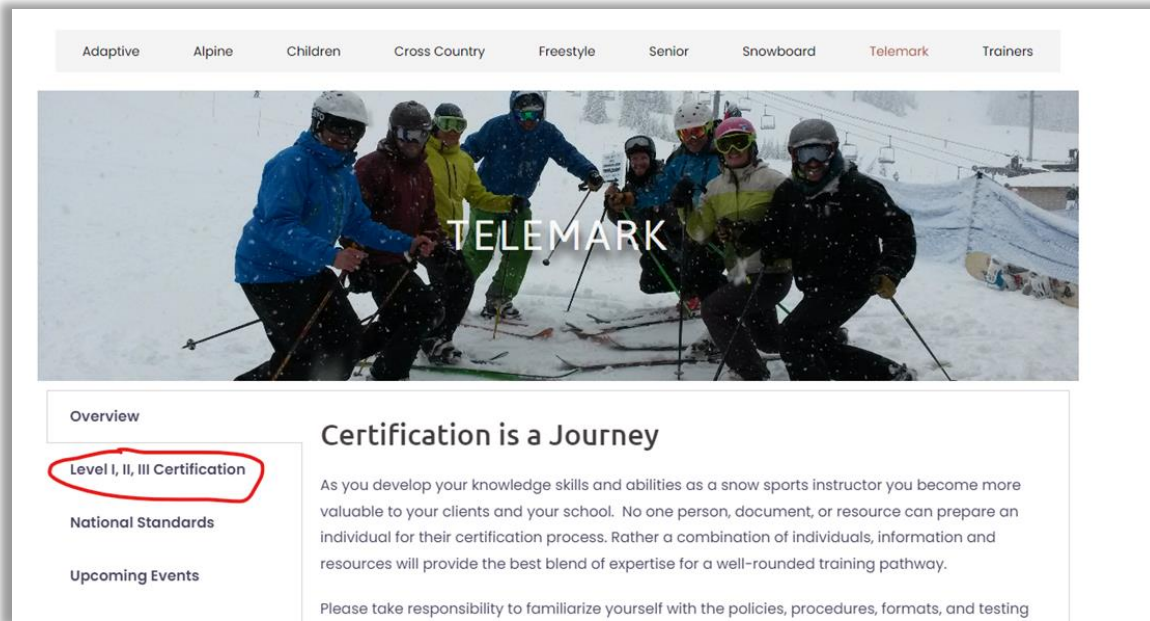 Adaptive Alpine Children Cross Country Freestyle Senior Snowboard Telemark Trainers
TELEMARK
Overview
Level I, II, III Certification
National Standards
Upcoming Events
Certification is a Journey
As you develop your knowledge skills and abilities as a snow sports instructor you become more
valuable to your clients and your school. No one person, document, or resource can prepare an
individual for their certification process. Rather a combination of individuals, information and
resources will provide the best blend of expertise for a well-rounded training pathway.
Please take responsibility to familiarize yourself with the policies, procedures, formats, and testing